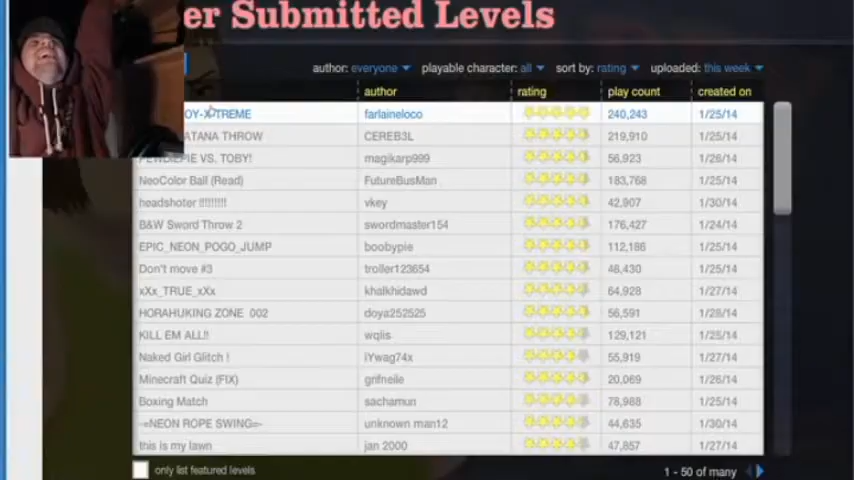 er Submitted Levels
author: everyone playable character: all sort by: rating uploaded: this week
author rating play count created on
OY-X-TREME farlaineloco 240,243 1/25/14
ATANA THROW CEREB3L 219,910 1/25/14
PEWDIEPIE VS. TOBY! magikarp999 56,923 1/26/14
NeoColor Ball (Read) FutureBusMan 183,768 1/25/14
headshoter !!!!!!!!! vkey 42,907 1/30/14
B&W Sword Throw 2 swordmaster154 176,427 1/24/14
EPIC_NEON_POGO_JUMP boobypie 112,186 1/25/14
Don't move #3 troller123654 48,430 1/25/14
xXx_TRUE_xXx khalkhidawd 64,928 1/27/14
HORAHUKING ZONE 002 doya252525 56,591 1/28/14
KILL EM ALL!! wqlis 129,121 1/25/14
Naked Girl Glitch ! iYwag74x 55,919 1/27/14
Minecraft Quiz (FIX) grifneile 20,069 1/26/14
Boxing Match sachamun 78,988 1/25/14
-=NEON ROPE SWING=- unknown man12 44,635 1/30/14
this is my lawn jan 2000 47,857 1/27/14
only list featured levels 1 - 50 of many